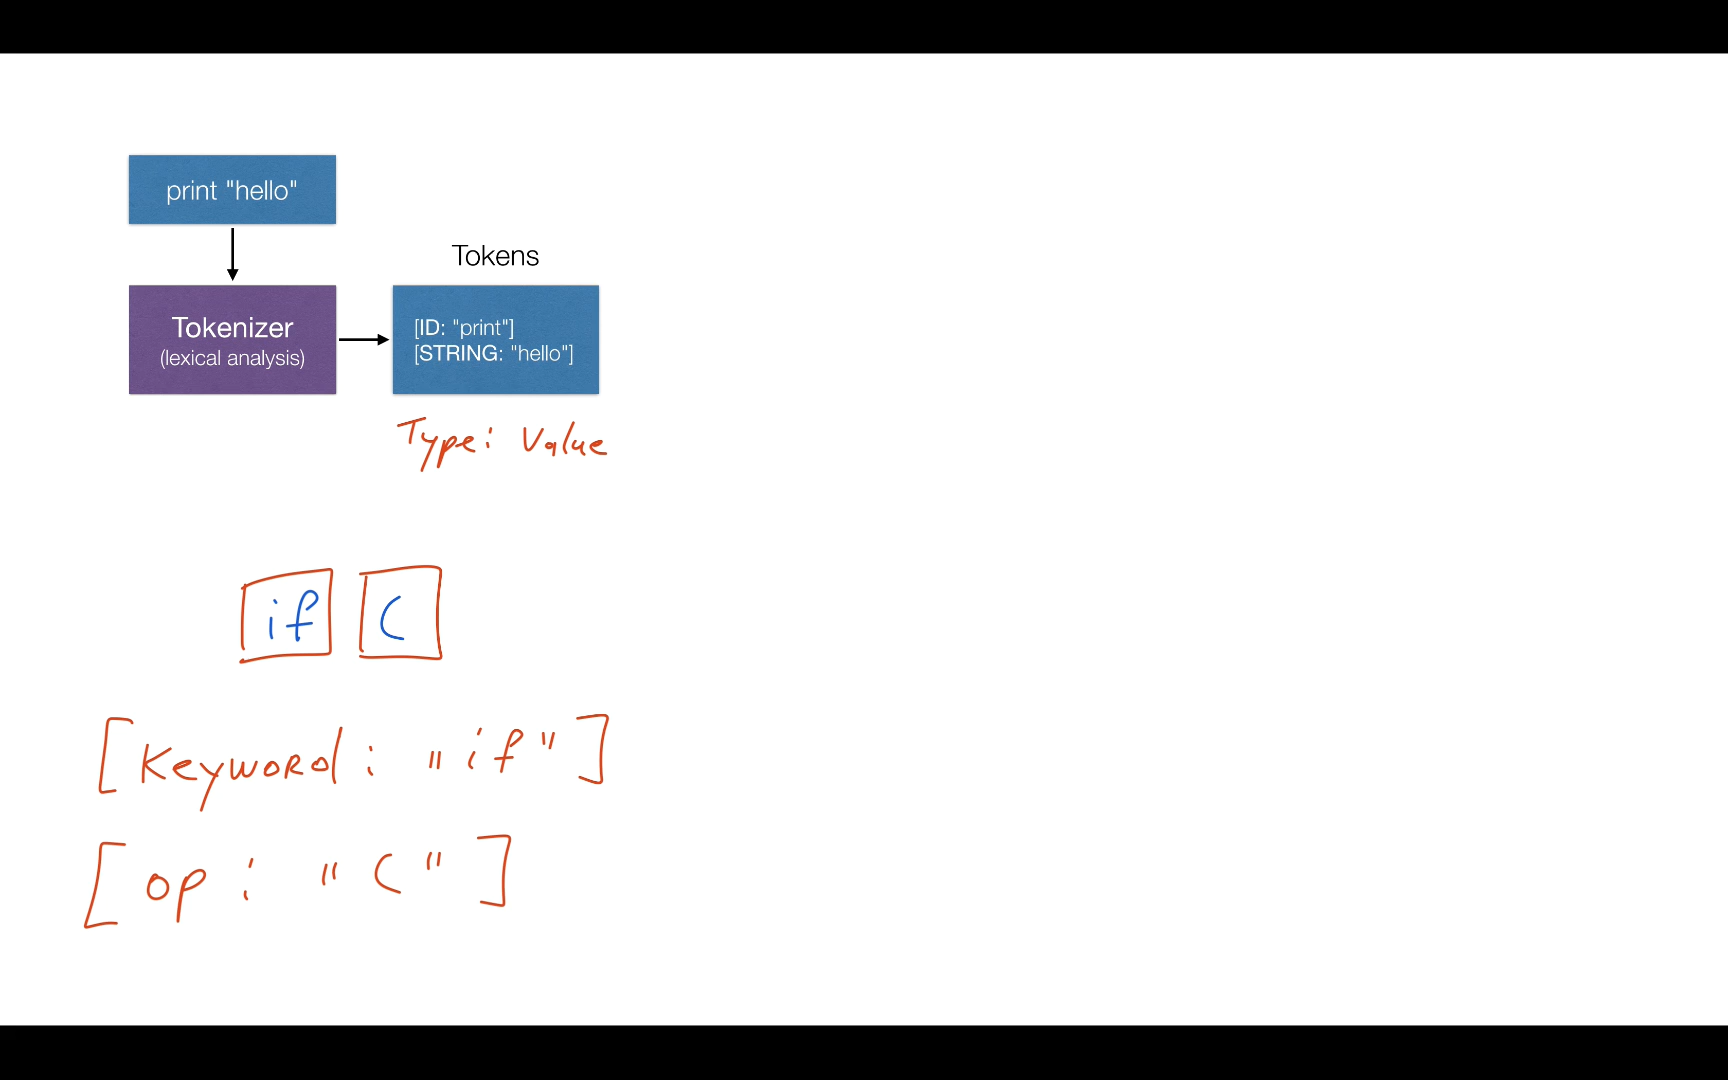 print "hello"
Tokens
Tokenizer
(lexical analysis)
[ID: "print"]
[STRING: "hello"]
Type: Value
if (
[Keyword: "if"]
[op: "("]